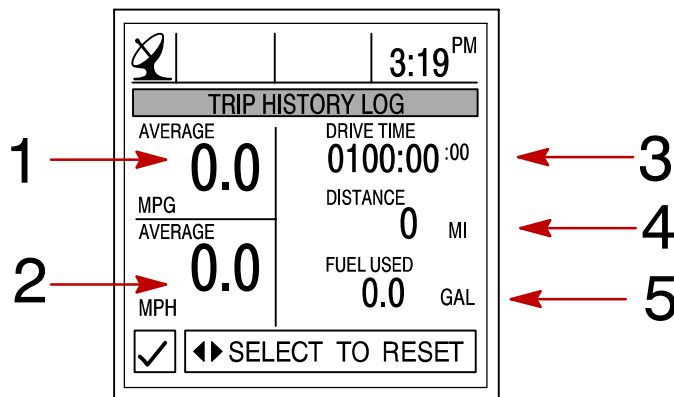 3:19 PM
TRIP HISTORY LOG
1
AVERAGE
0.0
MPG
2
AVERAGE
0.0
MPH
DRIVE TIME
0100:00 :00
3
DISTANCE
0 MI
4
FUEL USED
0.0 GAL
5
SELECT TO RESET